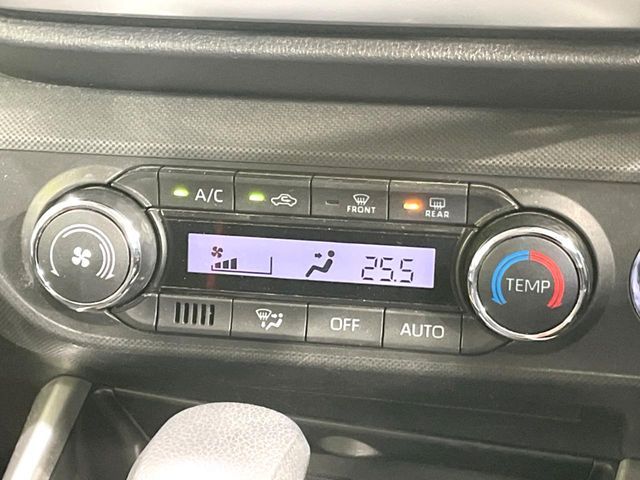 A/C
FRONT
REAR
25.5
TEMP
OFF
AUTO